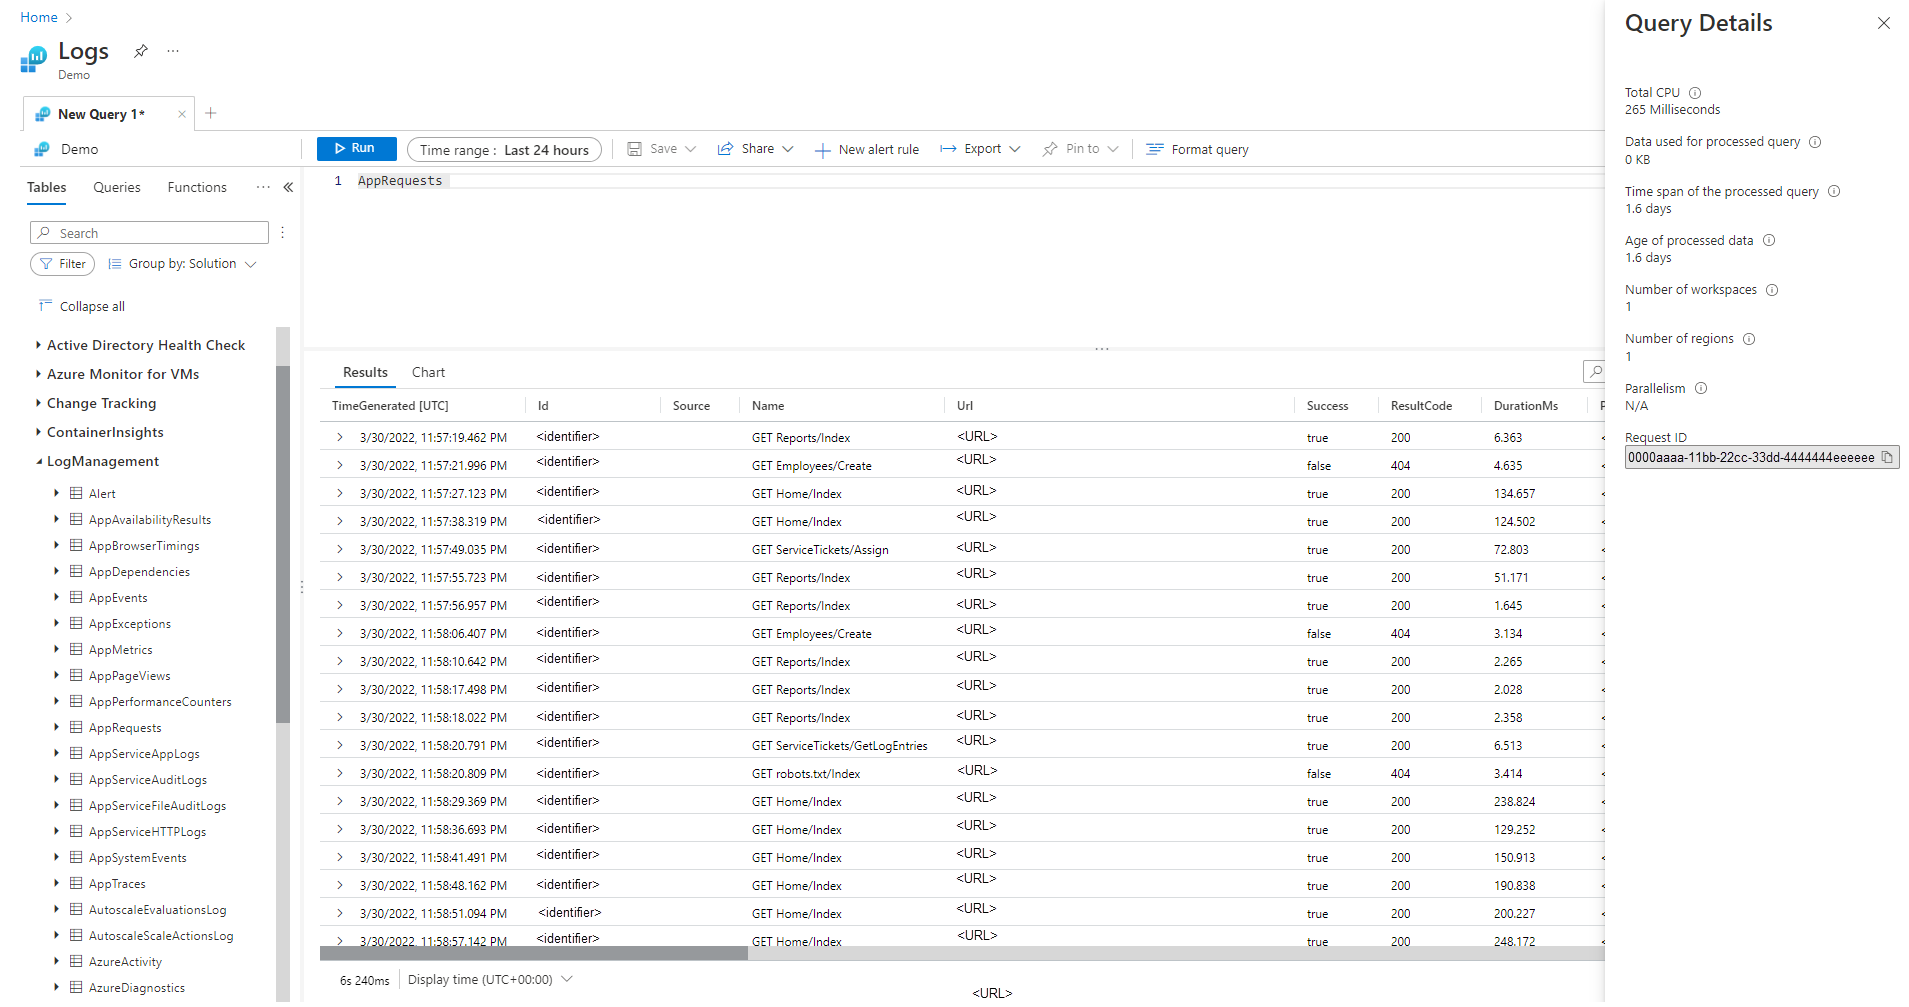 Home
Logs
Demo
New Query 1*
Demo
Run
Time range : Last 24 hours
Save
Share
New alert rule
Export
Pin to
Format query
Tables
Queries
Functions
Search
Filter
Group by: Solution
Collapse all
Active Directory Health Check
Azure Monitor for VMs
Change Tracking
ContainerInsights
LogManagement
Alert
AppAvailabilityResults
AppBrowserTimings
AppDependencies
AppEvents
AppExceptions
AppMetrics
AppPageViews
AppPerformanceCounters
AppRequests
AppServiceAppLogs
AppServiceAuditLogs
AppServiceFileAuditLogs
AppServiceHTTPLogs
AppSystemEvents
AppTraces
AutoscaleEvaluationsLog
AutoscaleScaleActionsLog
AzureActivity
AzureDiagnostics
1 AppRequests
Results
Chart
TimeGenerated [UTC] Id Source Name Url Success ResultCode DurationMs
3/30/2022, 11:57:19.462 PM <identifier> GET Reports/Index <URL> true 200 6.363
3/30/2022, 11:57:21.996 PM <identifier> GET Employees/Create <URL> false 404 4.635
3/30/2022, 11:57:27.123 PM <identifier> GET Home/Index <URL> true 200 134.657
3/30/2022, 11:57:38.319 PM <identifier> GET Home/Index <URL> true 200 124.502
3/30/2022, 11:57:49.035 PM <identifier> GET ServiceTickets/Assign <URL> true 200 72.803
3/30/2022, 11:57:55.723 PM <identifier> GET Reports/Index <URL> true 200 51.171
3/30/2022, 11:57:56.957 PM <identifier> GET Reports/Index <URL> true 200 1.645
3/30/2022, 11:58:06.407 PM <identifier> GET Employees/Create <URL> false 404 3.134
3/30/2022, 11:58:10.642 PM <identifier> GET Reports/Index <URL> true 200 2.265
3/30/2022, 11:58:17.498 PM <identifier> GET Reports/Index <URL> true 200 2.028
3/30/2022, 11:58:18.022 PM <identifier> GET Reports/Index <URL> true 200 2.358
3/30/2022, 11:58:20.791 PM <identifier> GET ServiceTickets/GetLogEntries <URL> true 200 6.513
3/30/2022, 11:58:20.809 PM <identifier> GET robots.txt/Index <URL> false 404 3.414
3/30/2022, 11:58:29.369 PM <identifier> GET Home/Index <URL> true 200 238.824
3/30/2022, 11:58:36.693 PM <identifier> GET Home/Index <URL> true 200 129.252
3/30/2022, 11:58:41.491 PM <identifier> GET Home/Index <URL> true 200 150.913
3/30/2022, 11:58:48.162 PM <identifier> GET Home/Index <URL> true 200 190.838
3/30/2022, 11:58:51.094 PM <identifier> GET Home/Index <URL> true 200 200.227
3/30/2022, 11:58:57.142 PM <identifier> GET Home/Index <URL> true 200 248.172
6s 240ms
Display time (UTC+00:00)
<URL>
Query Details
Total CPU
265 Milliseconds
Data used for processed query
0 KB
Time span of the processed query
1.6 days
Age of processed data
1.6 days
Number of workspaces
1
Number of regions
1
Parallelism
N/A
Request ID
0000aaaa-11bb-22cc-33dd-4444444eeeeee